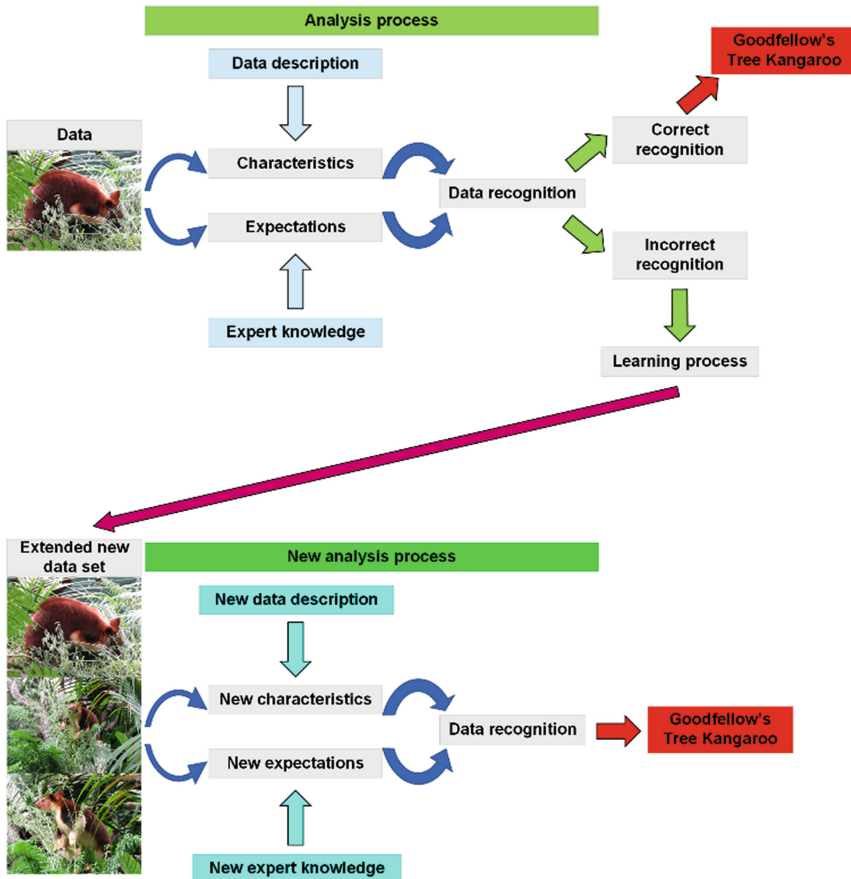 Analysis process
Goodfellow's
Tree Kangaroo
Data description
Data
Characteristics
Correct
recognition
Data recognition
Expectations
Incorrect
recognition
Expert knowledge
Learning process
Extended new
data set
New analysis process
New data description
New characteristics
Data recognition
Goodfellow's
Tree Kangaroo
New expectations
New expert knowledge